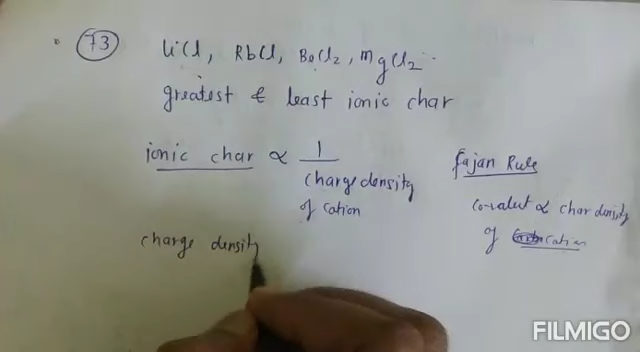 73
LiCl, RbCl, BeCl2, MgCl2
greatest & least ionic char
ionic char ∝ 1
charge density
of cation
Fajan Rule
covalent ∝ char density
of cation
charge density
FILMIGO